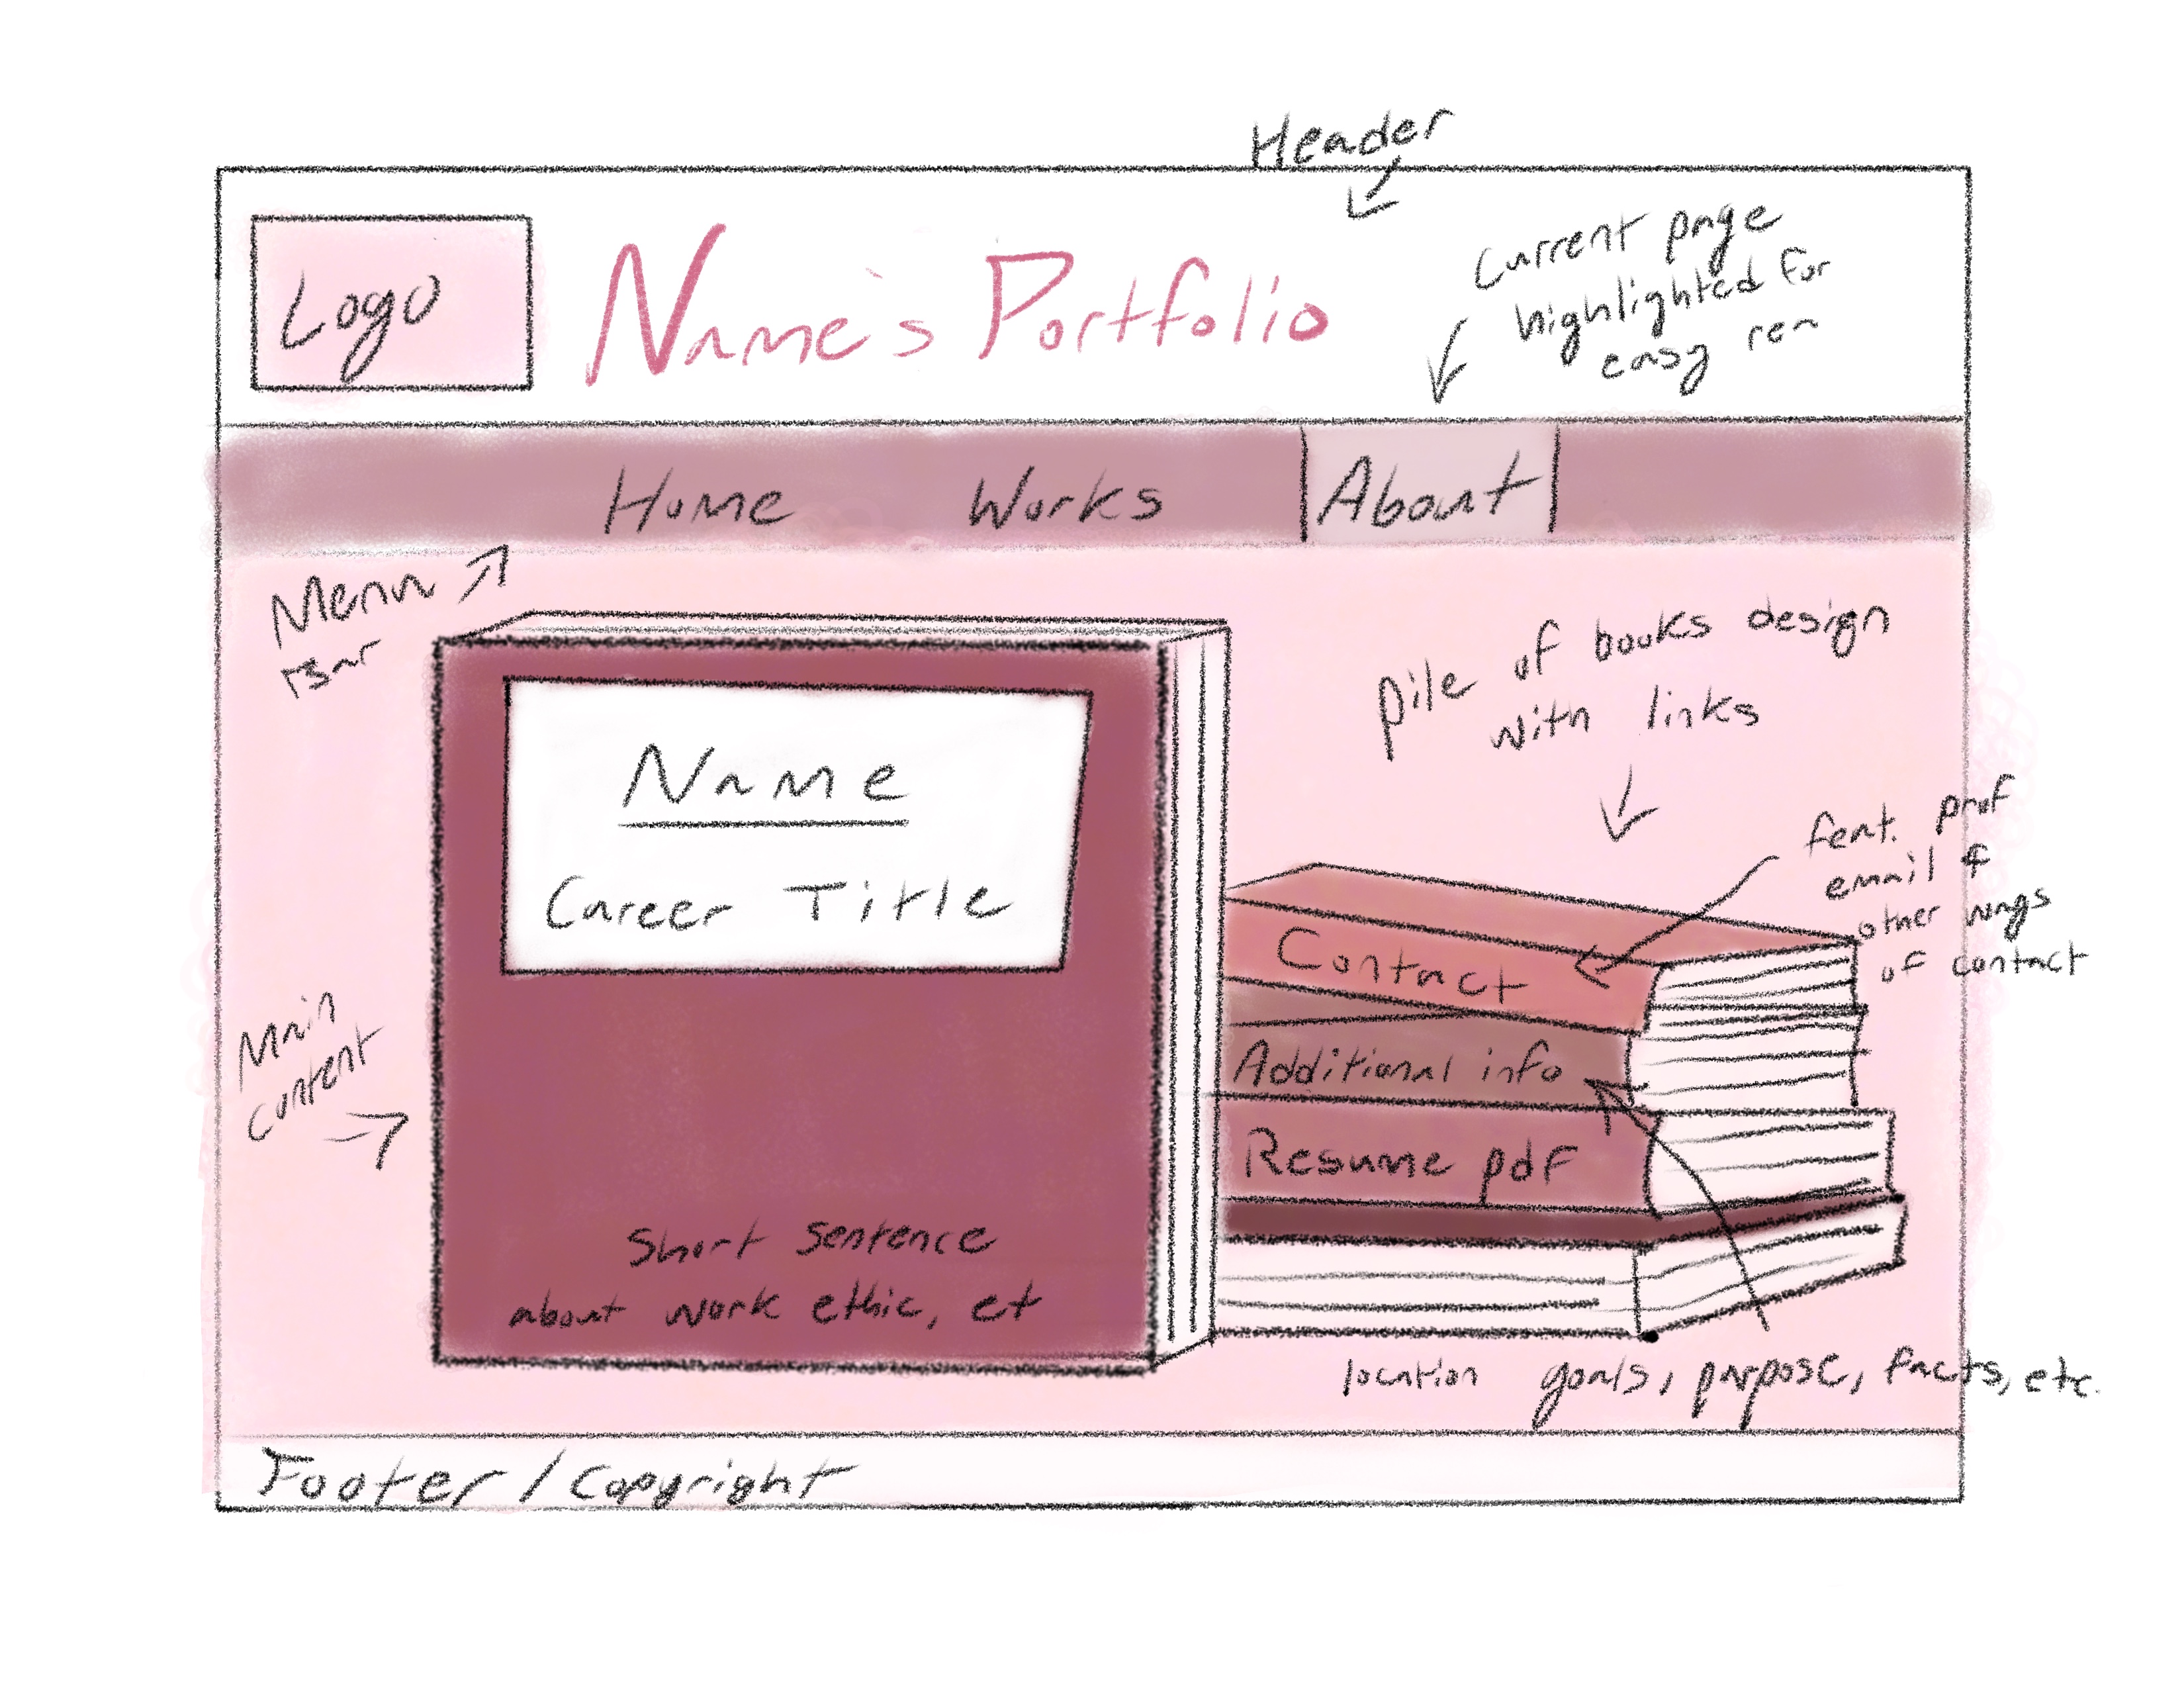 Header
Logo
Name's Portfolio
Current page
highlighted for
easy
Home
Works
About
Menu
Bar
pile of books design
with links
Name
Career Title
feat. prof
email &
other ways
of contact
Contact
Main
content
Additional info
Resume pdf
Short sentence
about work ethic, et
location goals, purpose, facts, etc.
Footer / Copyright